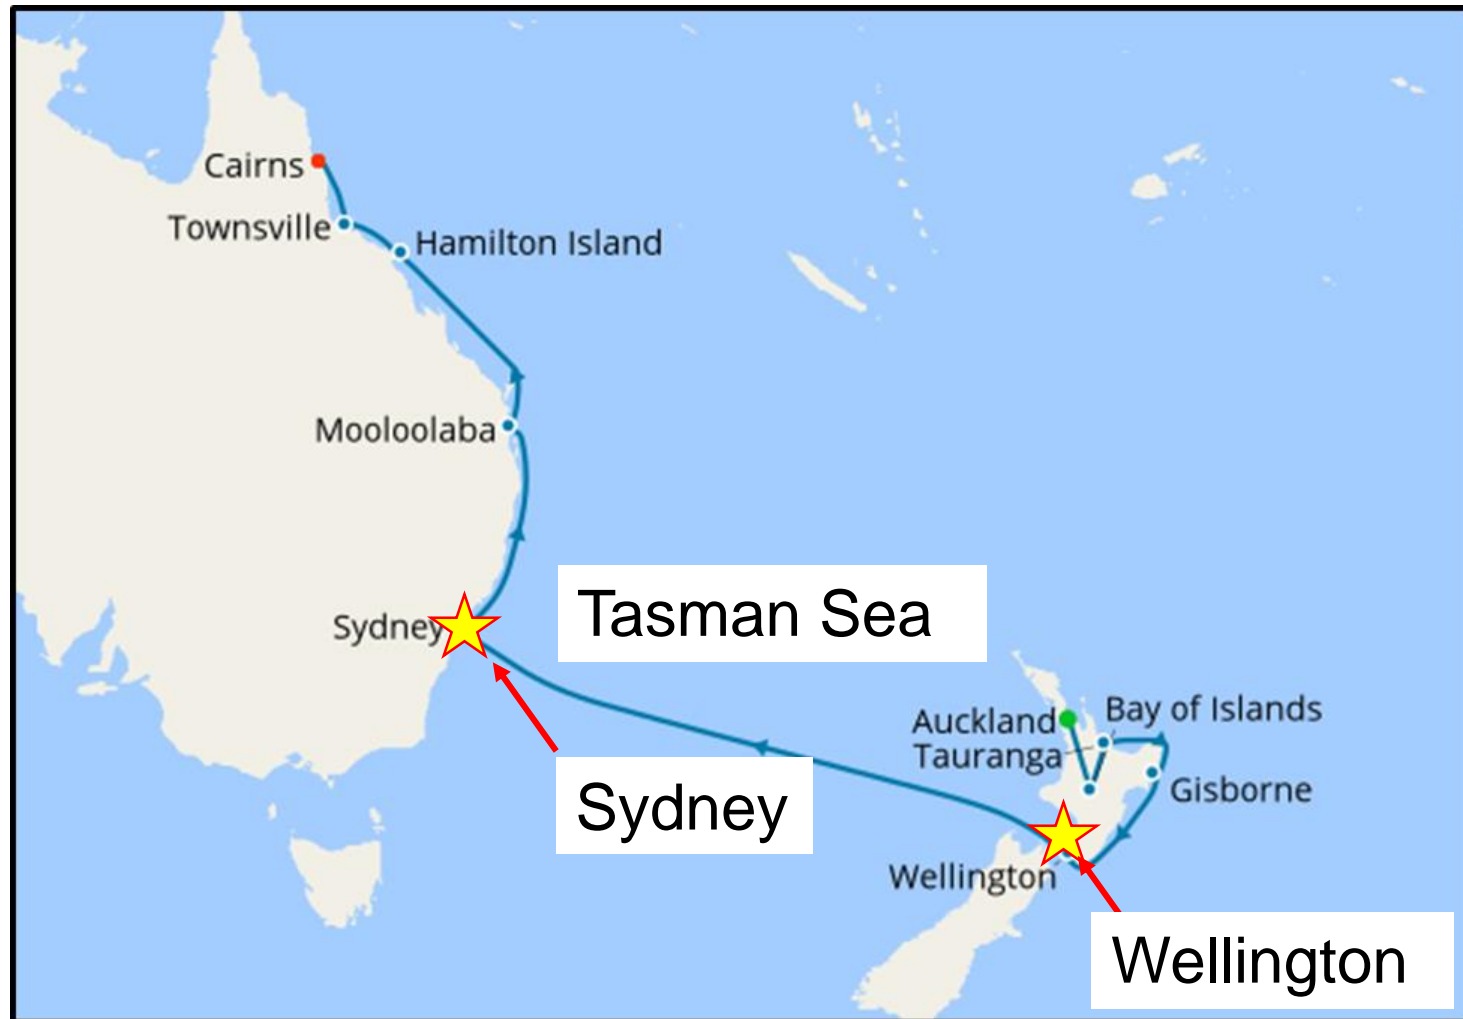 Cairns
Townsville
Hamilton Island
Mooloolaba
Sydney
Tasman Sea
Sydney
Auckland
Bay of Islands
Tauranga
Gisborne
Wellington
Wellington